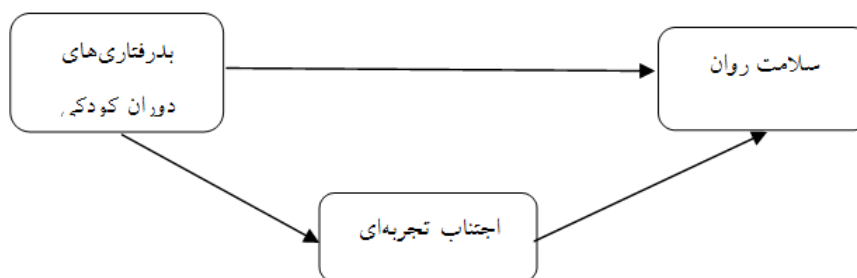 بدرفتاری‌های
دوران کودکی
سلامت روان
اجتناب تجربه‌ای